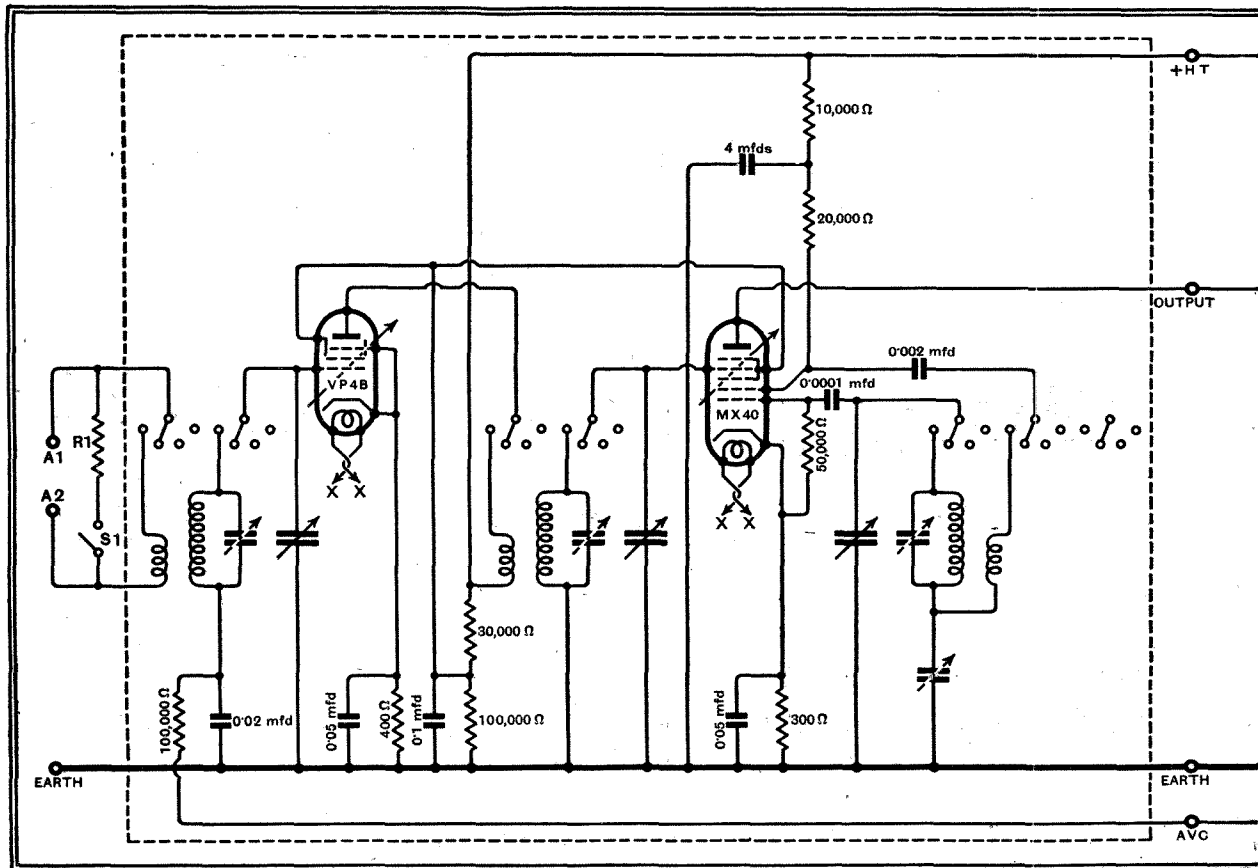 +HT
10,000 Ω
4 mfds
20,000 Ω
OUTPUT
VP4B
0·002 mfd
0·0001 mfd
MX40
50,000 Ω
A1
R1
A2
S1
X X
X X
30,000 Ω
100,000 Ω
0·02 mfd
0·05 mfd
400 Ω
0·1 mfd
100,000 Ω
0·05 mfd
300 Ω
EARTH
EARTH
AVC